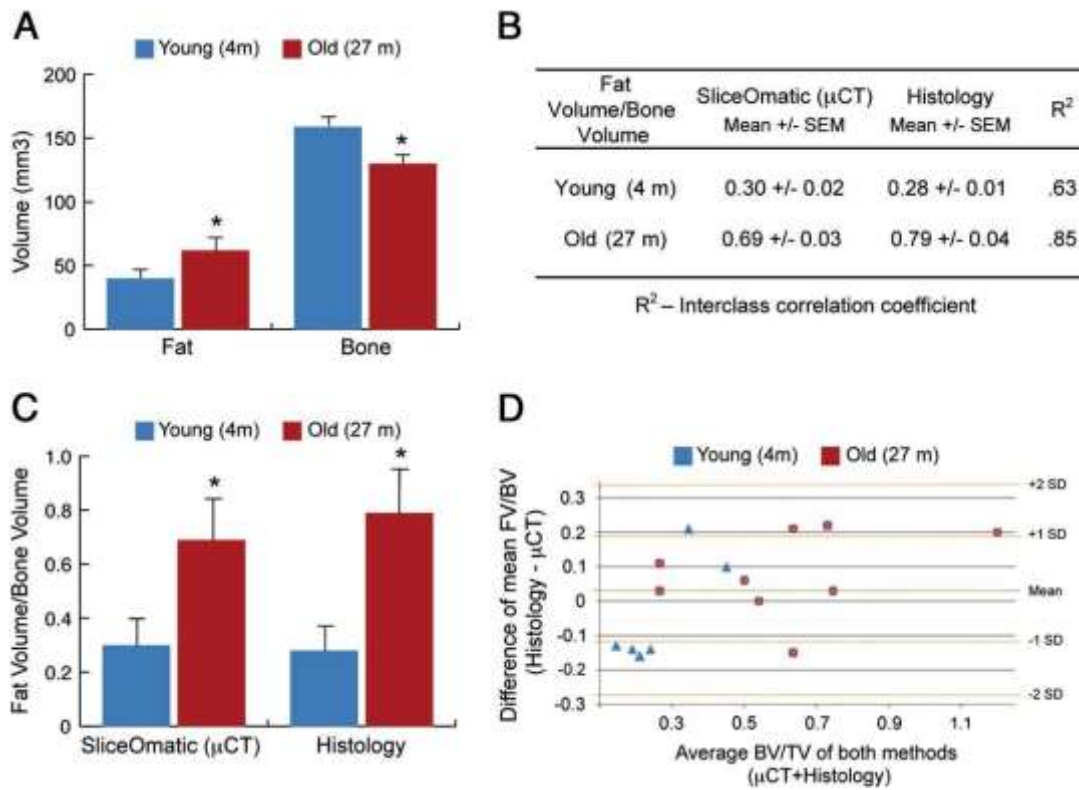 A
Young (4m) Old (27 m)
200
150
100
50
0
Volume (mm3)
* *
Fat Bone
B
Fat Volume/Bone Volume SliceOmatic (μCT) Mean +/- SEM Histology Mean +/- SEM R²
Young (4 m) 0.30 +/- 0.02 0.28 +/- 0.01 .63
Old (27 m) 0.69 +/- 0.03 0.79 +/- 0.04 .85
R² – Interclass correlation coefficient
C
Young (4m) Old (27 m)
1.0
0.8
0.6
0.4
0.2
0
Fat Volume/Bone Volume
* *
SliceOmatic (μCT) Histology
D
Young (4m) Old (27 m)
Difference of mean FV/BV
(Histology - μCT)
0.3
0.2
0.1
0
-0.1
-0.2
-0.3
+2 SD
+1 SD
Mean
-1 SD
-2 SD
0.3 0.5 0.7 0.9 1.1
Average BV/TV of both methods
(μCT+Histology)